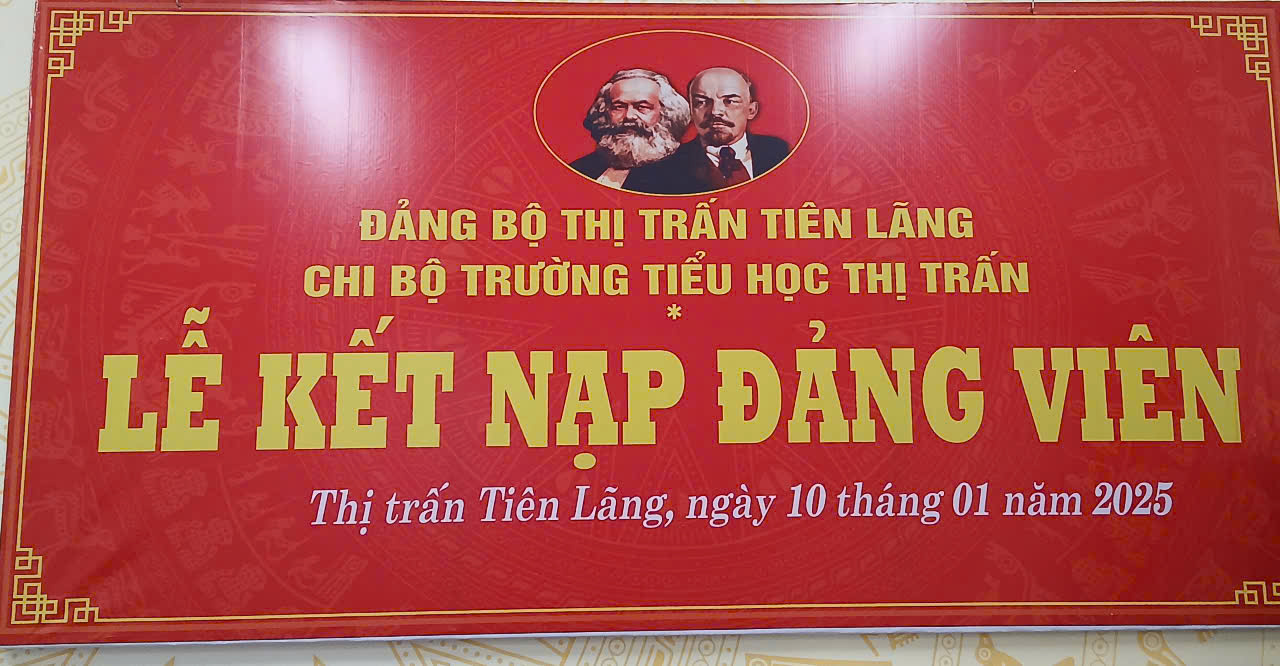 ĐẢNG BỘ THỊ TRẤN TIÊN LÃNG
CHI BỘ TRƯỜNG TIỂU HỌC THỊ TRẤN
*
LỄ KẾT NẠP ĐẢNG VIÊN
Thị trấn Tiên Lãng, ngày 10 tháng 01 năm 2025